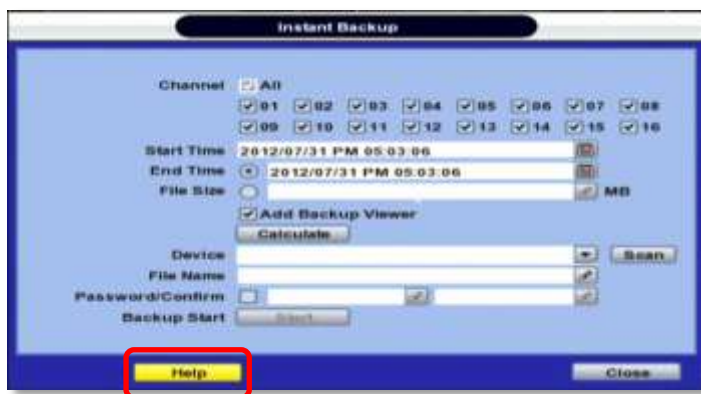 Instant Backup
Channel All
01 02 03 04 05 06 07 08
09 10 11 12 13 14 15 16
Start Time 2012/07/31 PM 05:03:06
End Time 2012/07/31 PM 05:03:06
File Size MB
Add Backup Viewer
Calculate
Device Scan
File Name
Password/Confirm
Backup Start Start
Help Close